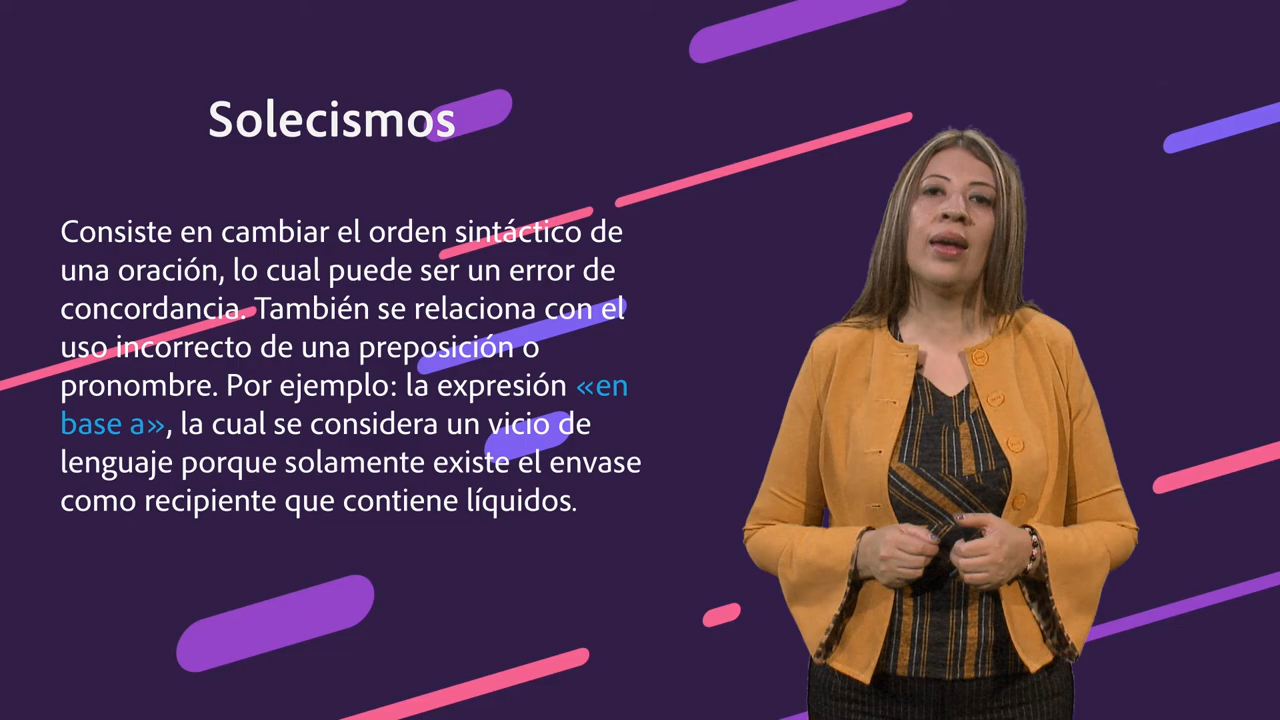 Solecismos
Consiste en cambiar el orden sintáctico de
una oración, lo cual puede ser un error de
concordancia. También se relaciona con el
uso incorrecto de una preposición o
pronombre. Por ejemplo: la expresión «en
base a», la cual se considera un vicio de
lenguaje porque solamente existe el envase
como recipiente que contiene líquidos.